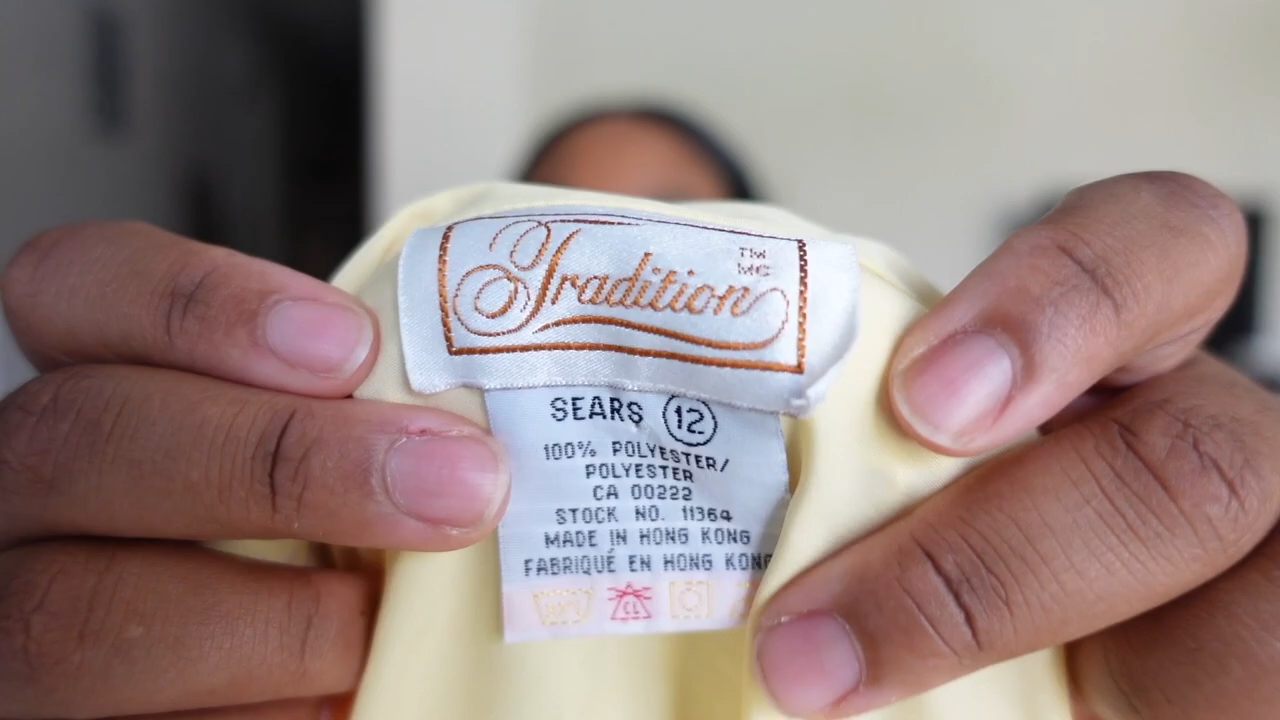 Tradition
TM
MC
SEARS 12
100% POLYESTER/
POLYESTER
CA 00222
STOCK NO. 11364
MADE IN HONG KONG
FABRIQUÉ EN HONG KONG
CL